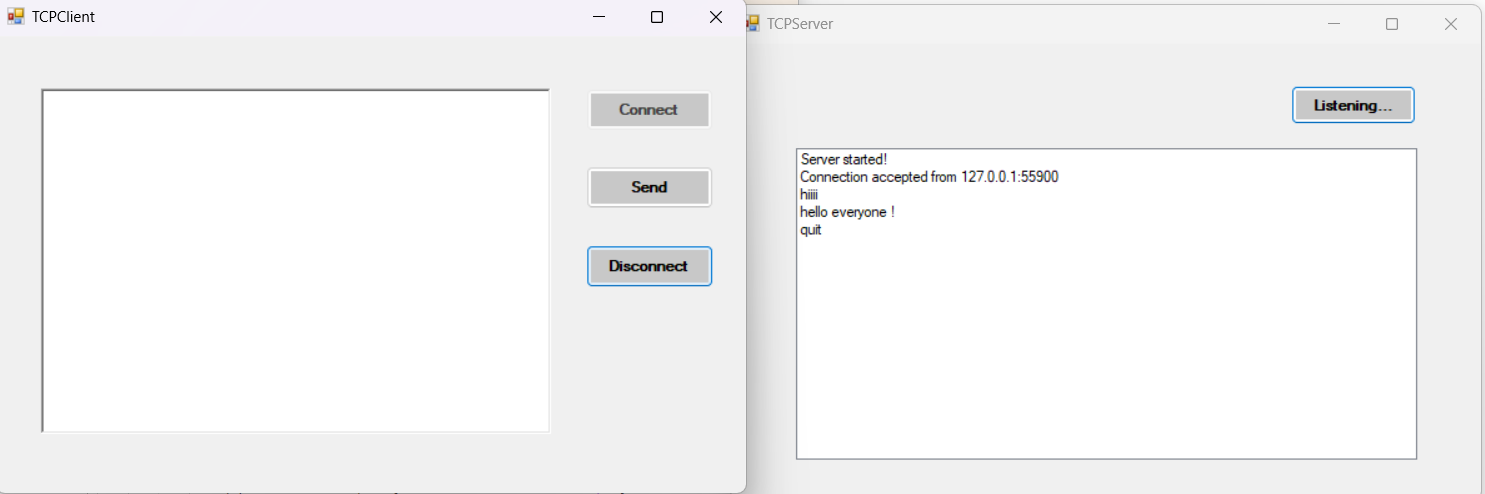 TCPClient
Connect
Send
Disconnect
TCPServer
Listening...
Server started!
Connection accepted from 127.0.0.1:55900
hiiii
hello everyone !
quit